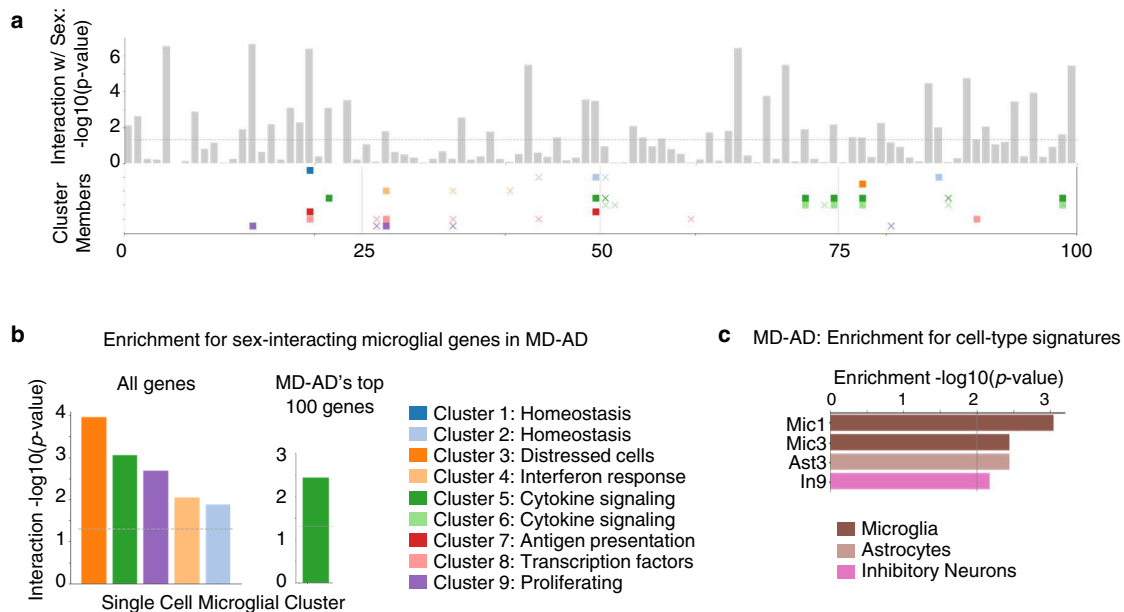 a
Interaction w/ Sex:
-log10(p-value)
6
4
2
0
Cluster
Members
0
25
50
75
100
b
Enrichment for sex-interacting microglial genes in MD-AD
All genes
MD-AD's top
100 genes
Interaction -log10(p-value)
4
3
2
1
0
3
2
1
0
Single Cell Microglial Cluster
Cluster 1: Homeostasis
Cluster 2: Homeostasis
Cluster 3: Distressed cells
Cluster 4: Interferon response
Cluster 5: Cytokine signaling
Cluster 6: Cytokine signaling
Cluster 7: Antigen presentation
Cluster 8: Transcription factors
Cluster 9: Proliferating
c
MD-AD: Enrichment for cell-type signatures
Enrichment -log10(p-value)
0 1 2 3
Mic1
Mic3
Ast3
In9
Microglia
Astrocytes
Inhibitory Neurons